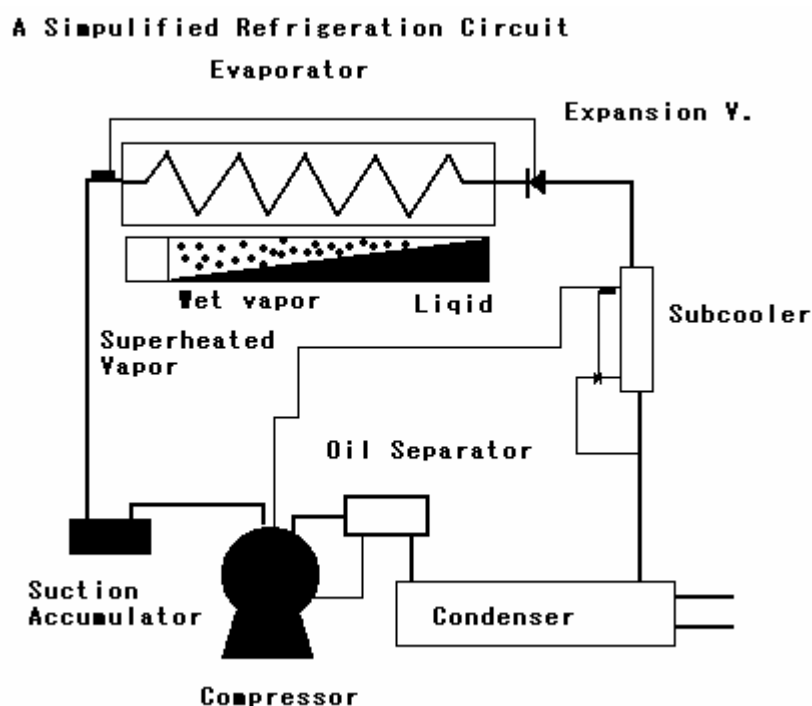 A Simpulified Refrigeration Circuit
Evaporator
Expansion V.
Wet vapor
Liqid
Superheated
Vapor
Subcooler
Oil Separator
Suction
Accumulator
Condenser
Compressor